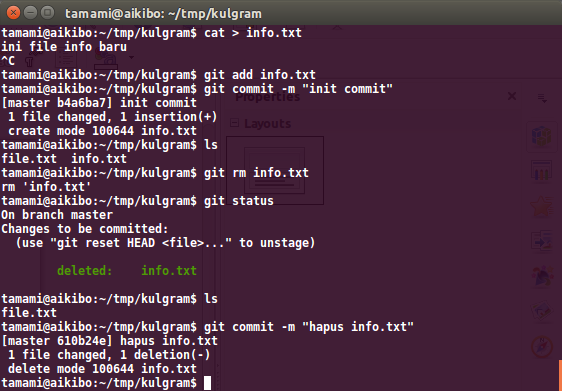 tamami@aikibo: ~/tmp/kulgram
tamami@aikibo:~/tmp/kulgram$ cat > info.txt
ini file info baru
^C
tamami@aikibo:~/tmp/kulgram$ git add info.txt
tamami@aikibo:~/tmp/kulgram$ git commit -m "init commit"
[master b4a6ba7] init commit
 1 file changed, 1 insertion(+)
 create mode 100644 info.txt
Properties
Layouts
tamami@aikibo:~/tmp/kulgram$ ls
file.txt  info.txt
tamami@aikibo:~/tmp/kulgram$ git rm info.txt
rm 'info.txt'
tamami@aikibo:~/tmp/kulgram$ git status
On branch master
Changes to be committed:
  (use "git reset HEAD <file>..." to unstage)
        deleted:    info.txt
tamami@aikibo:~/tmp/kulgram$ ls
file.txt
tamami@aikibo:~/tmp/kulgram$ git commit -m "hapus info.txt"
[master 610b24e] hapus info.txt
 1 file changed, 1 deletion(-)
 delete mode 100644 info.txt
tamami@aikibo:~/tmp/kulgram$